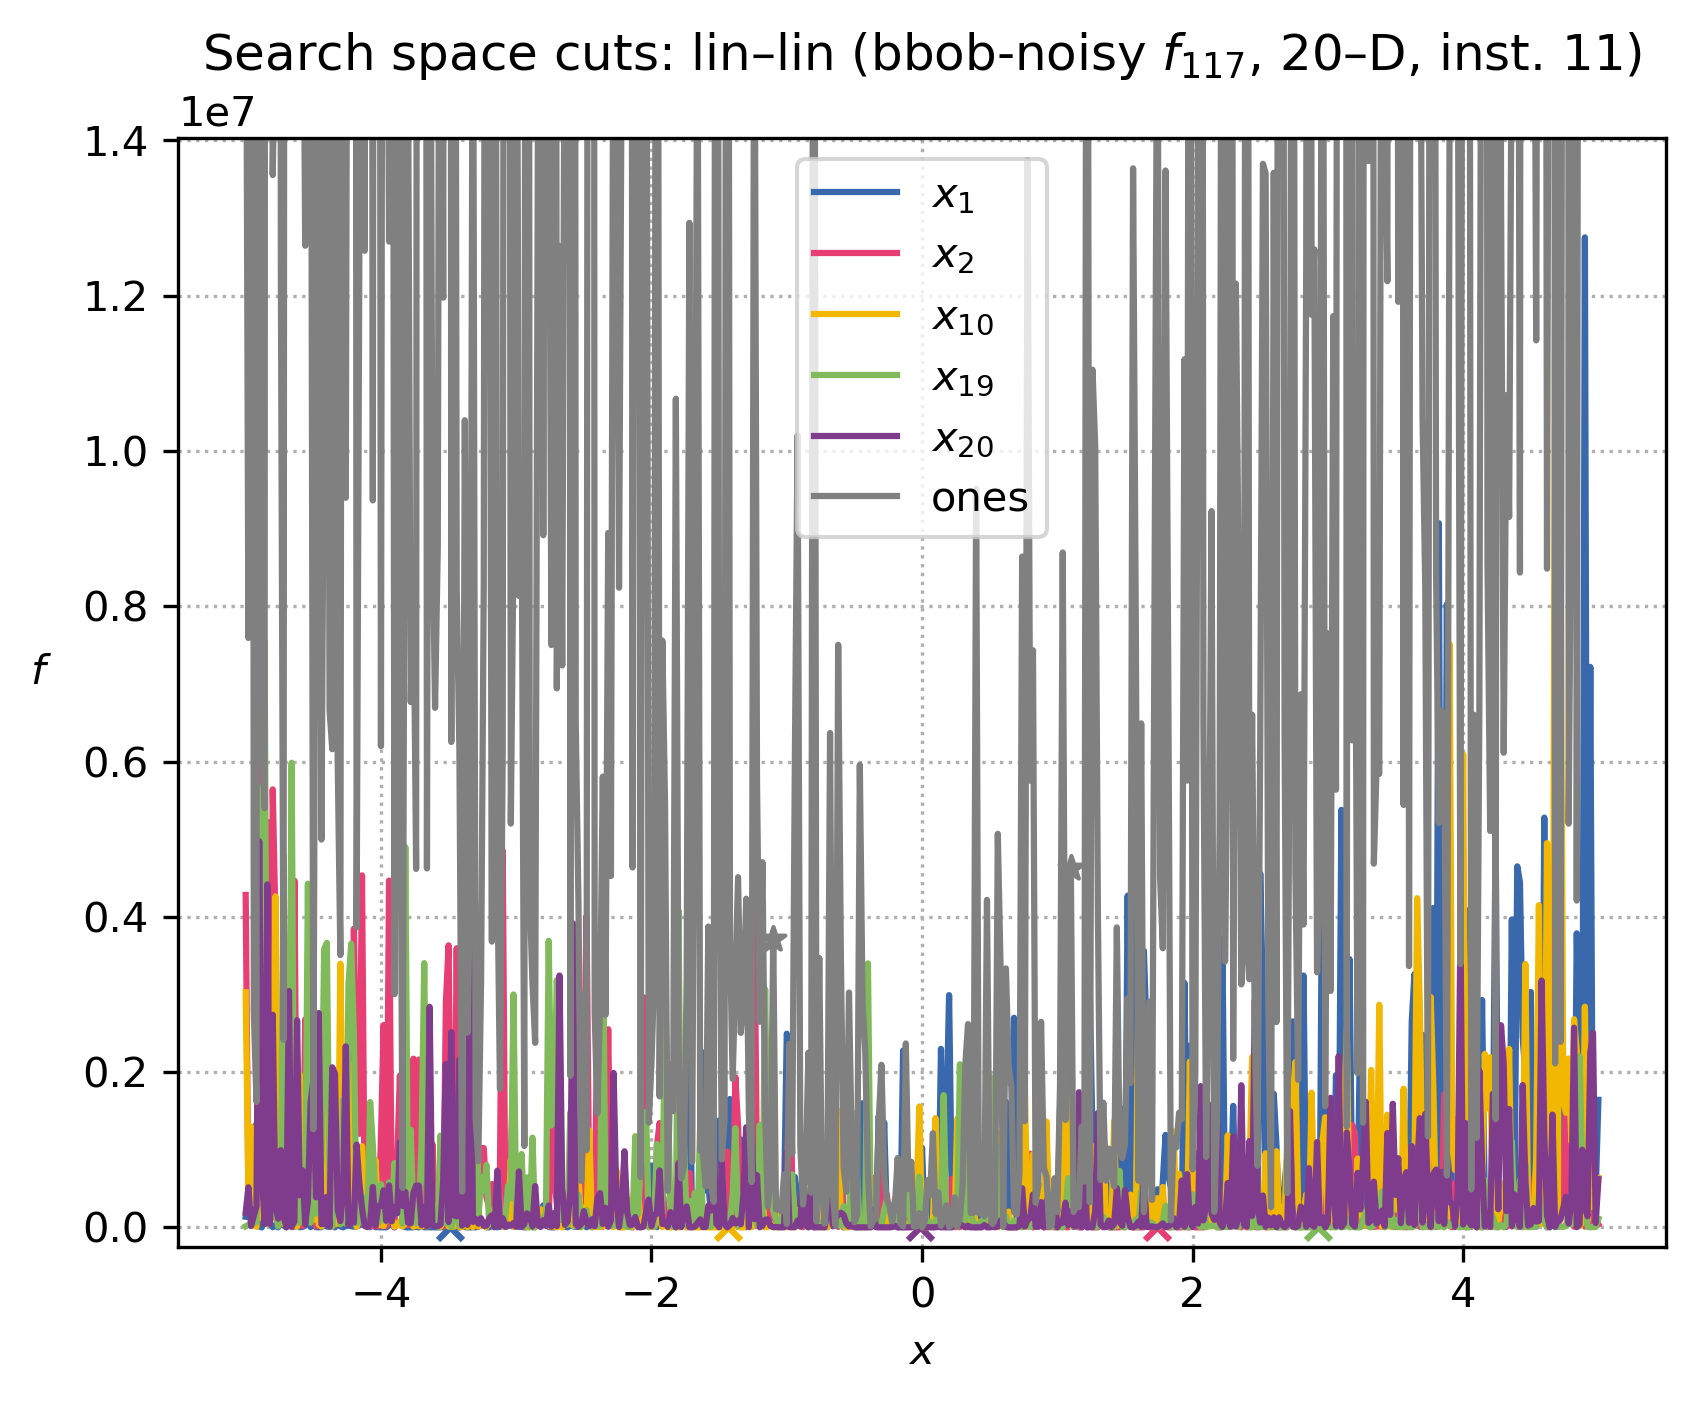 Search space cuts: lin–lin (bbob-noisy f117, 20–D, inst. 11)
1e7
1.4
1.2
1.0
0.8
0.6
0.4
0.2
0.0
f
x1
x2
x10
x19
x20
ones
−4 −2 0 2 4
x